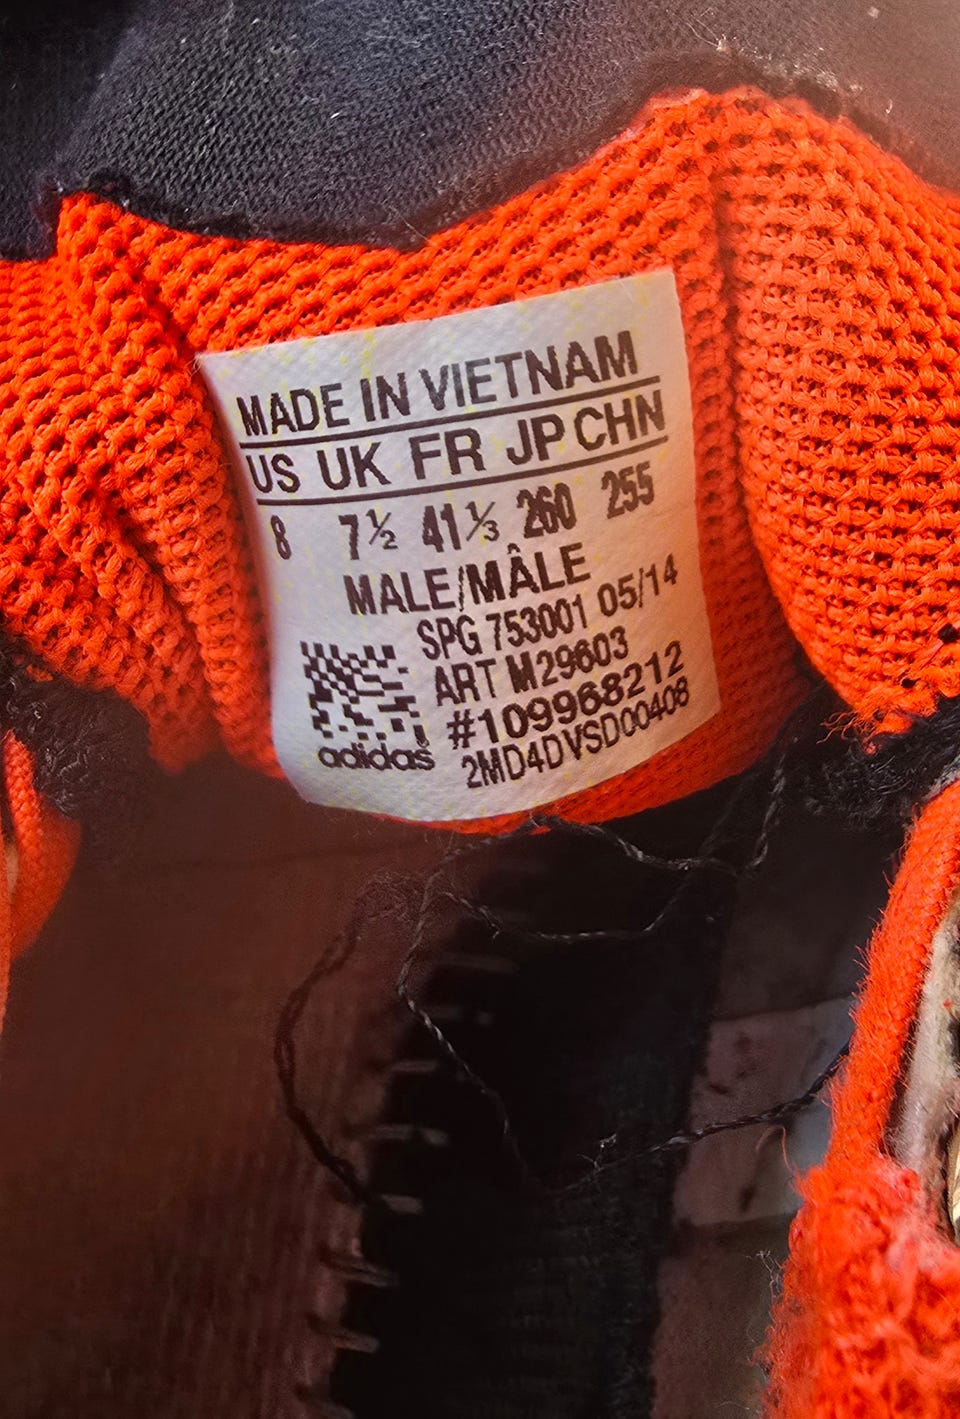 MADE IN VIETNAM
US UK FR JP CHN
8 7½ 41⅓ 260 255
MALE/MÂLE
SPG 753001 05/14
ART M29603
#109968212
adidas
2MD4DVSD00408